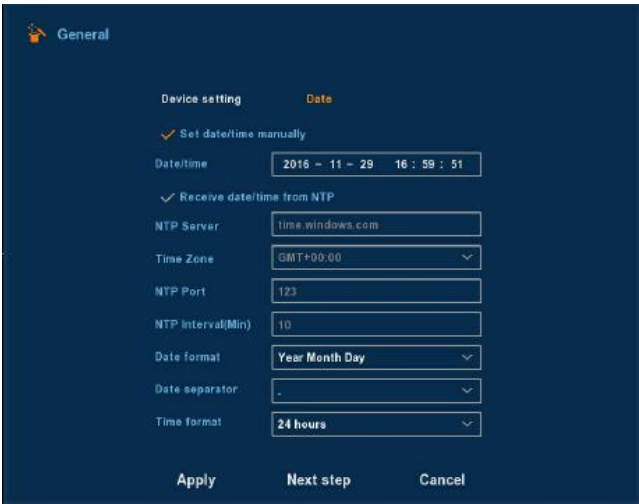 General
Device setting Date
Set date/time manually
Date/time 2016 - 11 - 29 16 : 59 : 51
Receive date/time from NTP
NTP Server time.windows.com
Time Zone GMT+00:00
NTP Port 123
NTP Interval(Min) 10
Date format Year Month Day
Date separator .
Time format 24 hours
Apply Next step Cancel